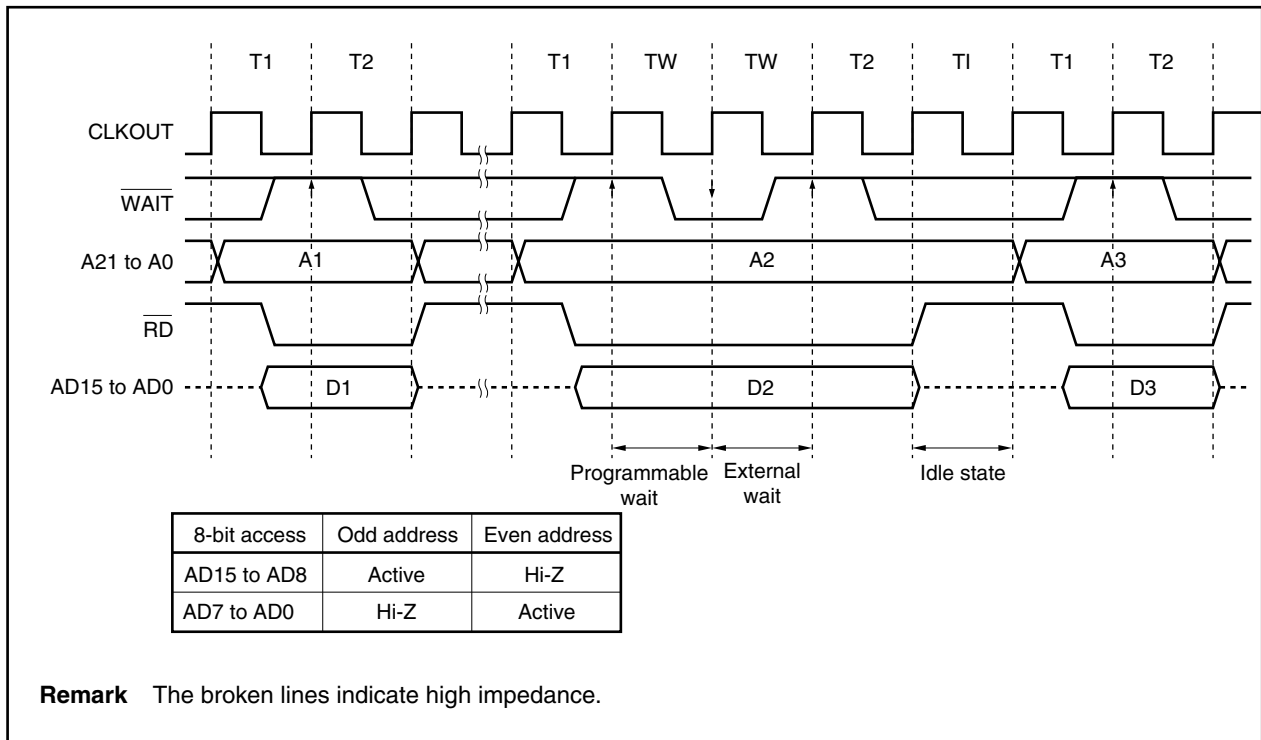 T1 T2 T1 TW TW T2 TI T1 T2
CLKOUT
WAIT
A21 to A0 A1 A2 A3
RD
AD15 to AD0 D1 D2 D3
Programmable wait External wait Idle state
8-bit access Odd address Even address
AD15 to AD8 Active Hi-Z
AD7 to AD0 Hi-Z Active
Remark The broken lines indicate high impedance.